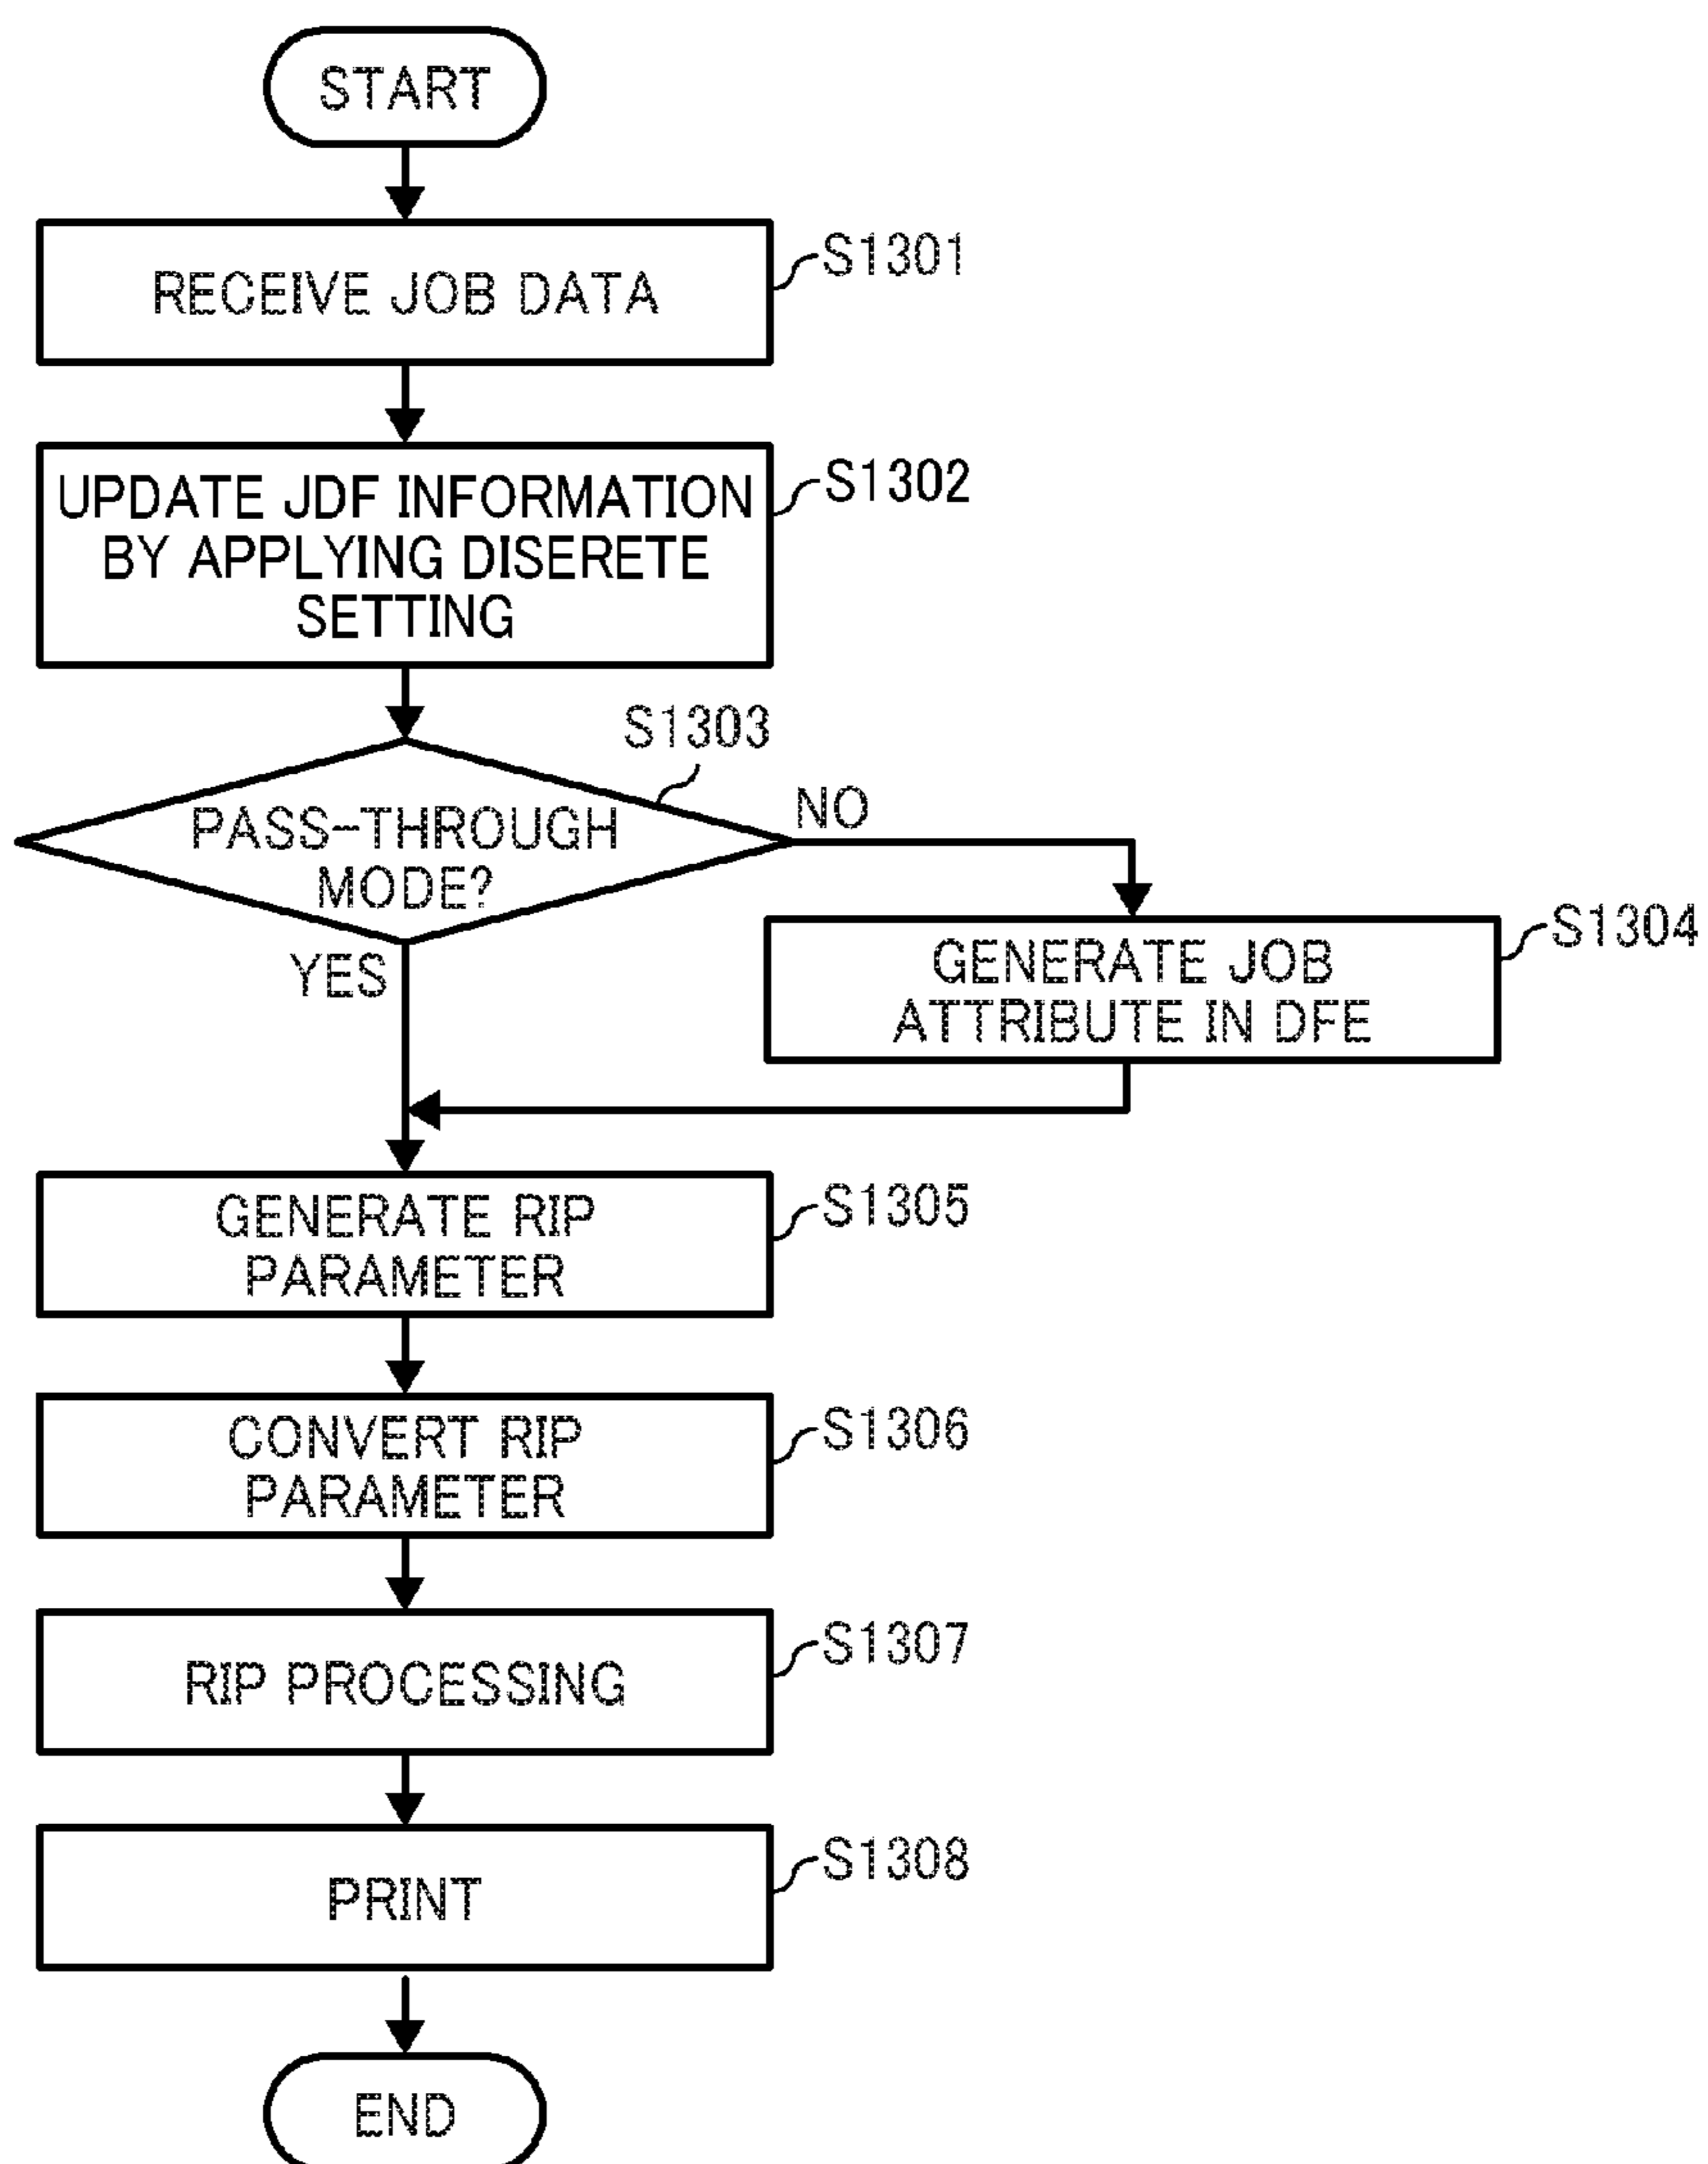 START
RECEIVE JOB DATA
S1301
UPDATE JDF INFORMATION
BY APPLYING DISERETE
SETTING
S1302
S1303
PASS-THROUGH
MODE?
NO
YES
GENERATE JOB
ATTRIBUTE IN DFE
S1304
GENERATE RIP
PARAMETER
S1305
CONVERT RIP
PARAMETER
S1306
RIP PROCESSING
S1307
PRINT
S1308
END